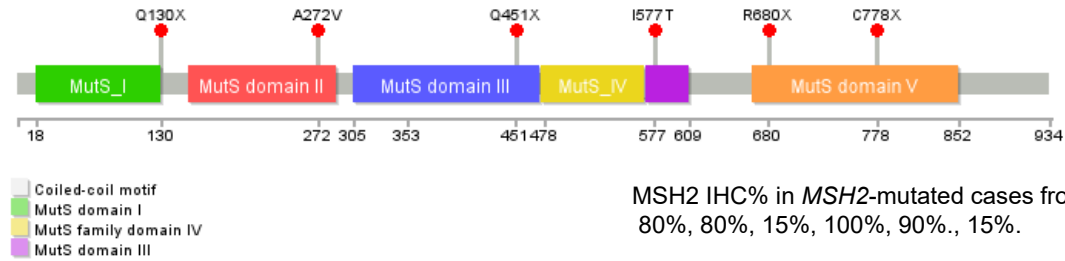 Q130X A272V Q451X I577T R680X C778X
MutS_I MutS domain II MutS domain III MutS_IV MutS domain V
18 130 272 305 353 451 478 577 609 680 778 852 934
Coiled-coil motif
MutS domain I
MutS family domain IV
MutS domain III
MSH2 IHC% in MSH2-mutated cases
80%, 80%, 15%, 100%, 90%., 15%.